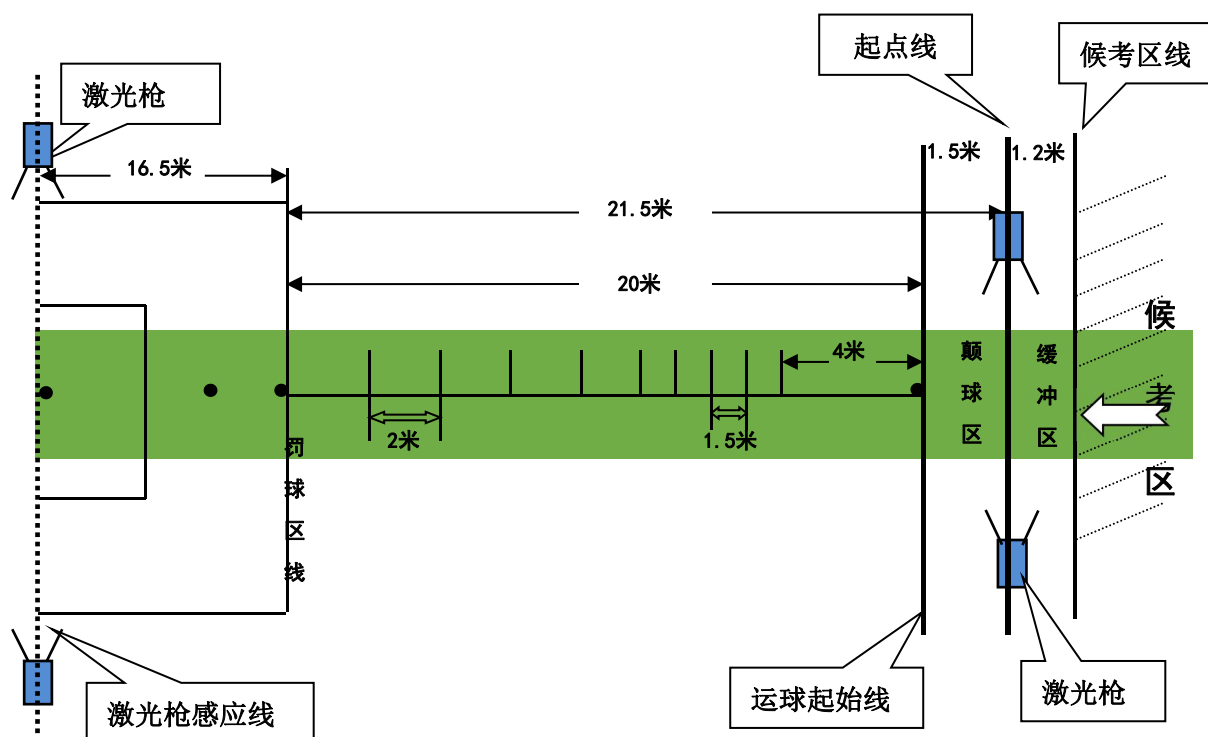 起点线
候考区线
激光枪
1.5米
1.2米
16.5米
21.5米
20米
4米
颠球区
缓冲区
候考区
2米
1.5米
罚球区线
运球起始线
激光枪
激光枪感应线